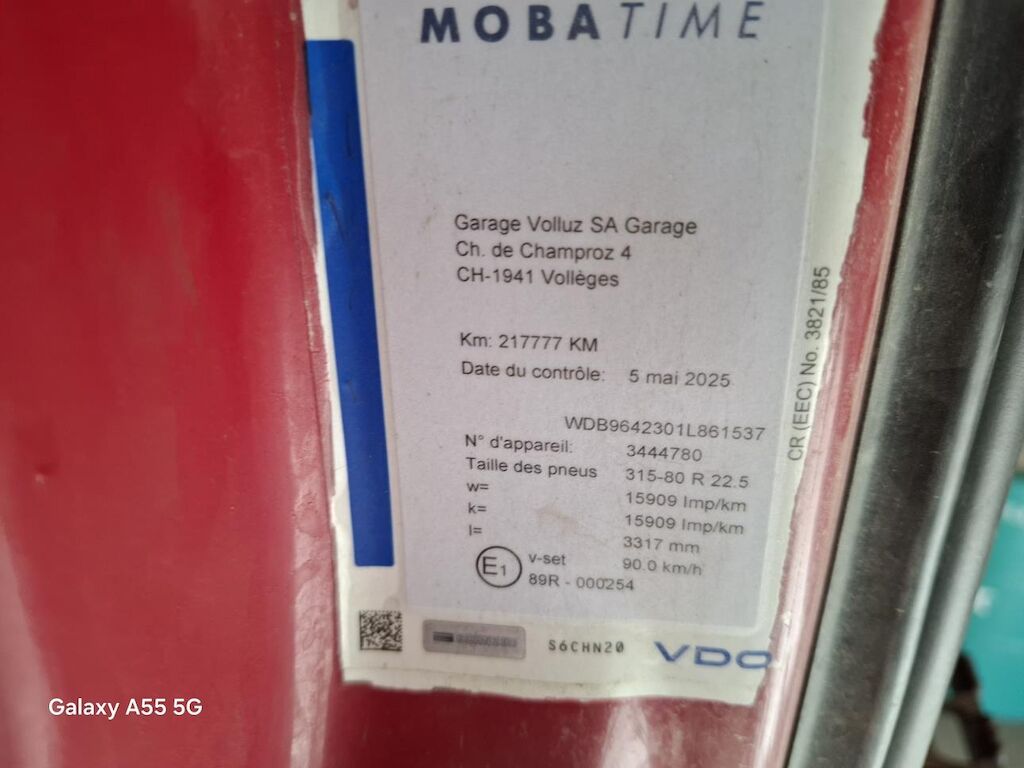 MOBATIME
Garage Volluz SA Garage
Ch. de Champroz 4
CH-1941 Vollèges
Km: 217777 KM
Date du contrôle: 5 mai 2025
WDB9642301L861537
N° d'appareil: 3444780
Taille des pneus 315-80 R 22.5
w= 15909 Imp/km
k= 15909 Imp/km
l= 3317 mm
E1 v-set 90.0 km/h
89R - 000254
CR (EEC) No. 3821/85
S6CHN20
VDO
Galaxy A55 5G